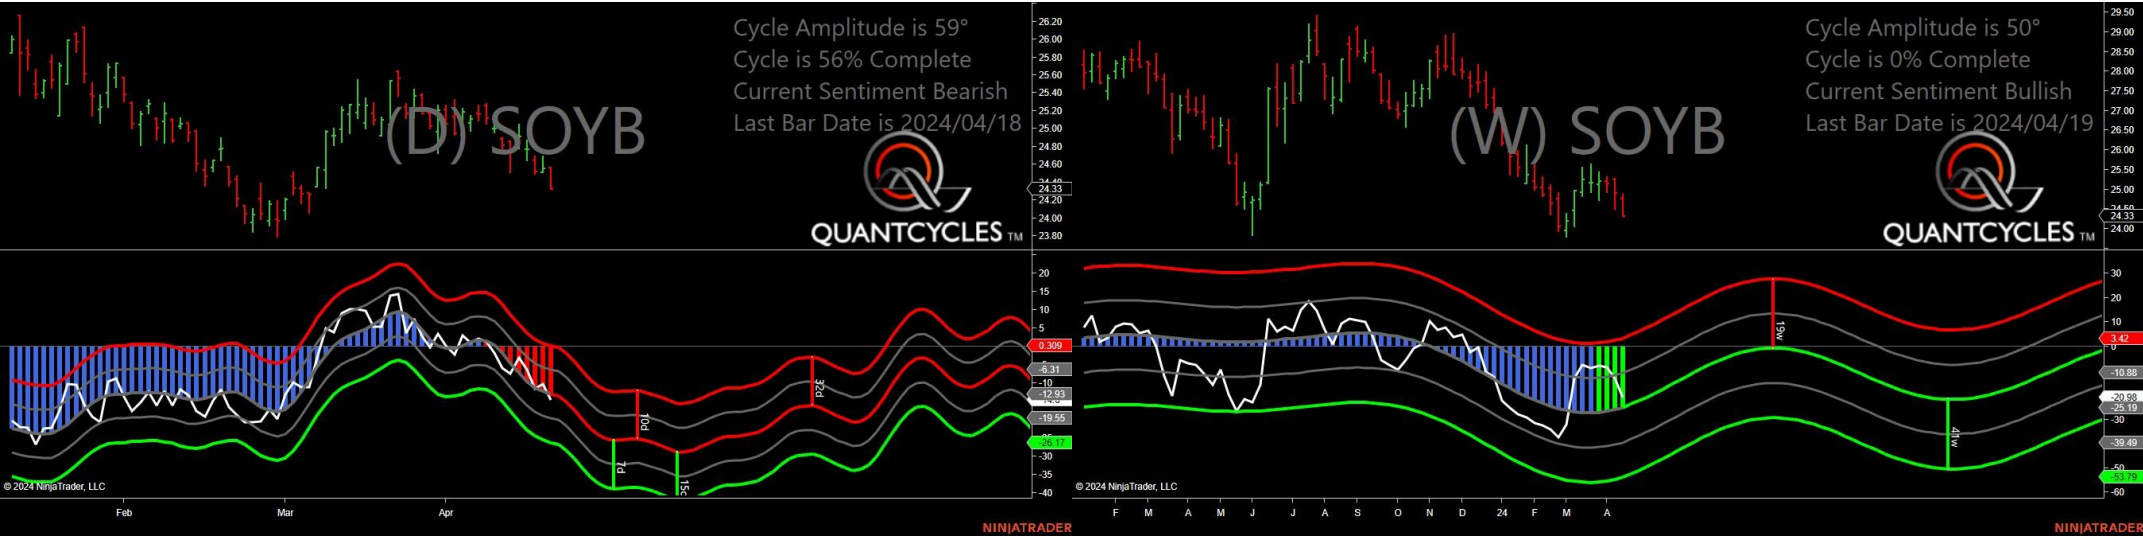 Cycle Amplitude is 59°
Cycle is 56% Complete
Current Sentiment Bearish
Last Bar Date is 2024/04/18
(D) SOYB
QUANTCYCLES TM
26.20
26.00
25.80
25.60
25.40
25.20
25.00
24.80
24.60
24.40
24.33
24.20
24.00
23.80
20
15
10
5
0.309
-6.31
-10
-12.93
-19.55
-26.17
-30
-35
-40
10d
32d
7d
© 2024 NinjaTrader, LLC
Feb Mar Apr
NINJATRADER
Cycle Amplitude is 50°
Cycle is 0% Complete
Current Sentiment Bullish
Last Bar Date is 2024/04/19
(W) SOYB
QUANTCYCLES TM
29.50
29.00
28.50
28.00
27.50
27.00
26.50
26.00
25.50
25.00
24.50
24.33
24.00
30
20
10
3.42
0
-10.88
-20.98
-25.19
-30
-39.49
-50
-53.79
-60
19w
41w
© 2024 NinjaTrader, LLC
F M A M J J A S O N D 24 F M A
NINJATRADER